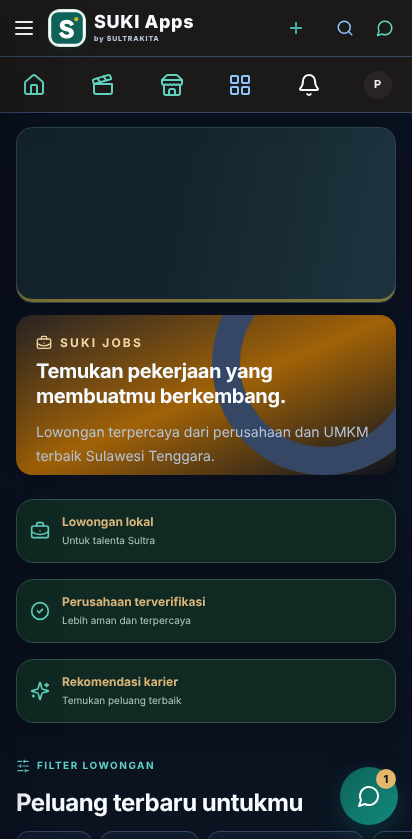 SUKI Apps
by SULTRAKITA
P
SUKI JOBS
Temukan pekerjaan yang
membuatmu berkembang.
Lowongan terpercaya dari perusahaan dan UMKM
terbaik Sulawesi Tenggara.
Lowongan lokal
Untuk talenta Sultra
Perusahaan terverifikasi
Lebih aman dan terpercaya
Rekomendasi karier
Temukan peluang terbaik
FILTER LOWONGAN
1
Peluang terbaru untukmu